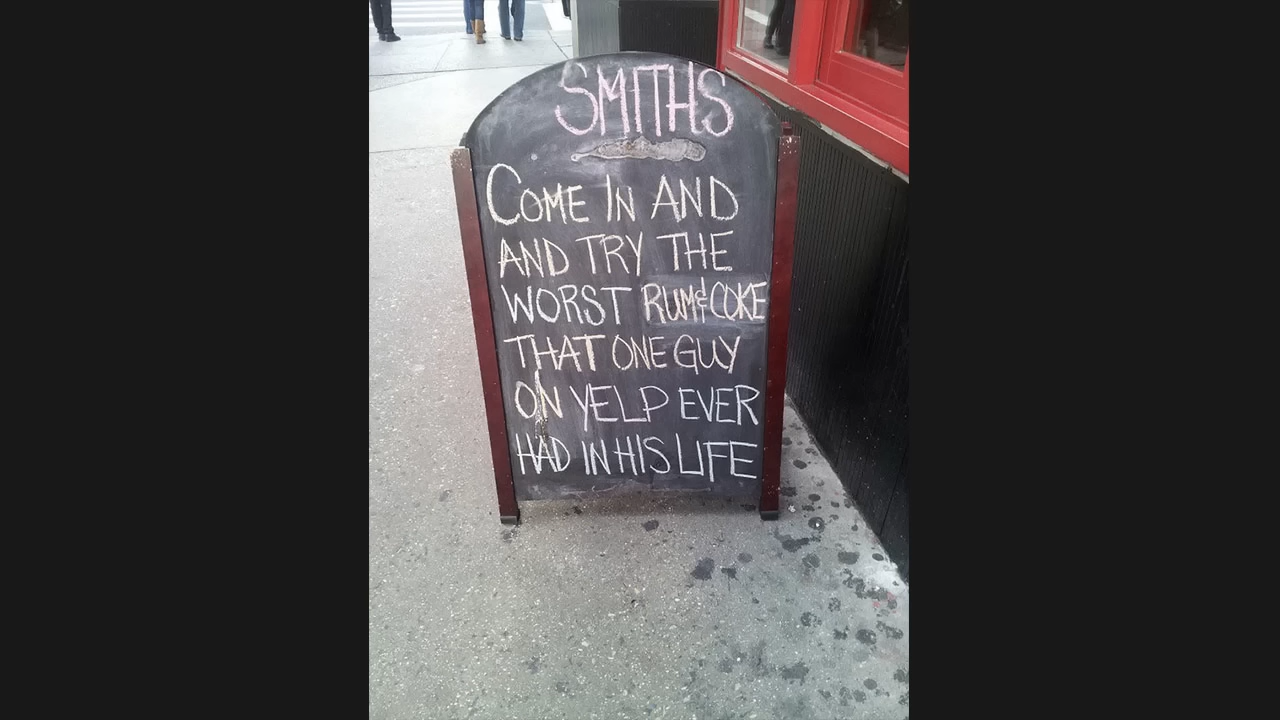 SMITHS
COME IN AND
AND TRY THE
WORST RUM & COKE
THAT ONE GUY
ON YELP EVER
HAD IN HIS LIFE